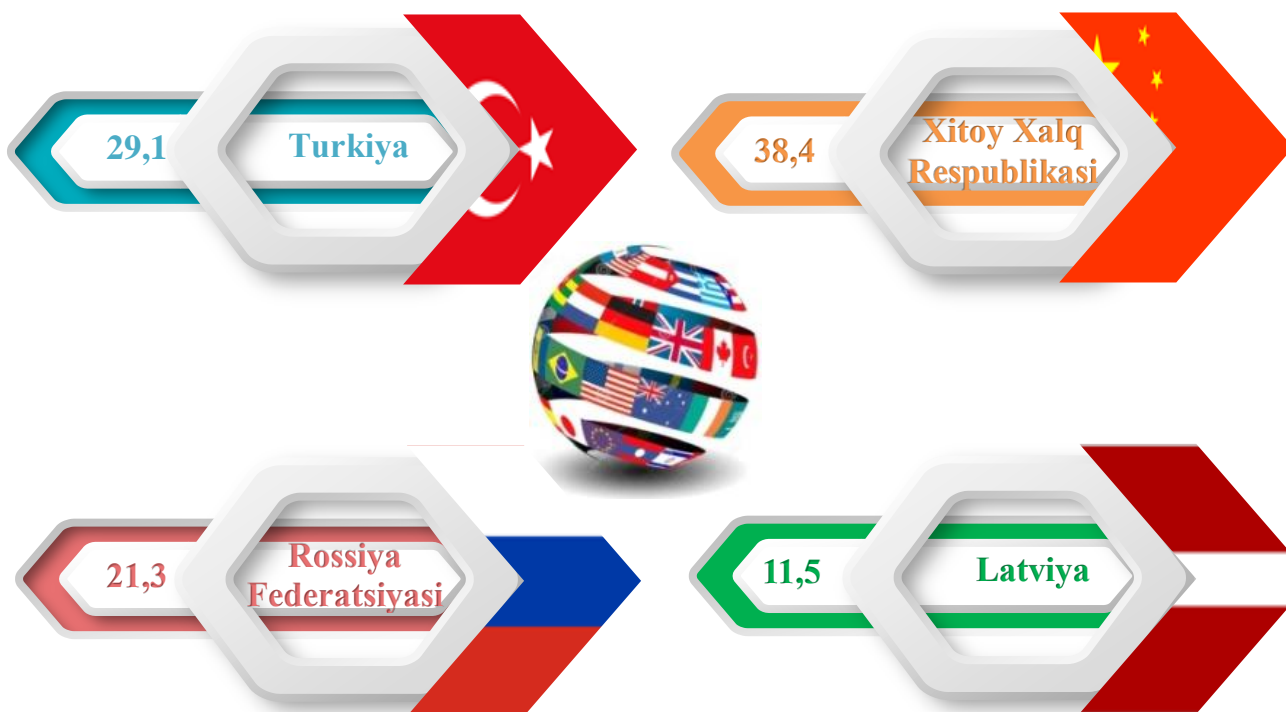 29,1
Turkiya
38,4
Xitoy Xalq
Respublikasi
21,3
Rossiya
Federatsiyasi
11,5
Latviya